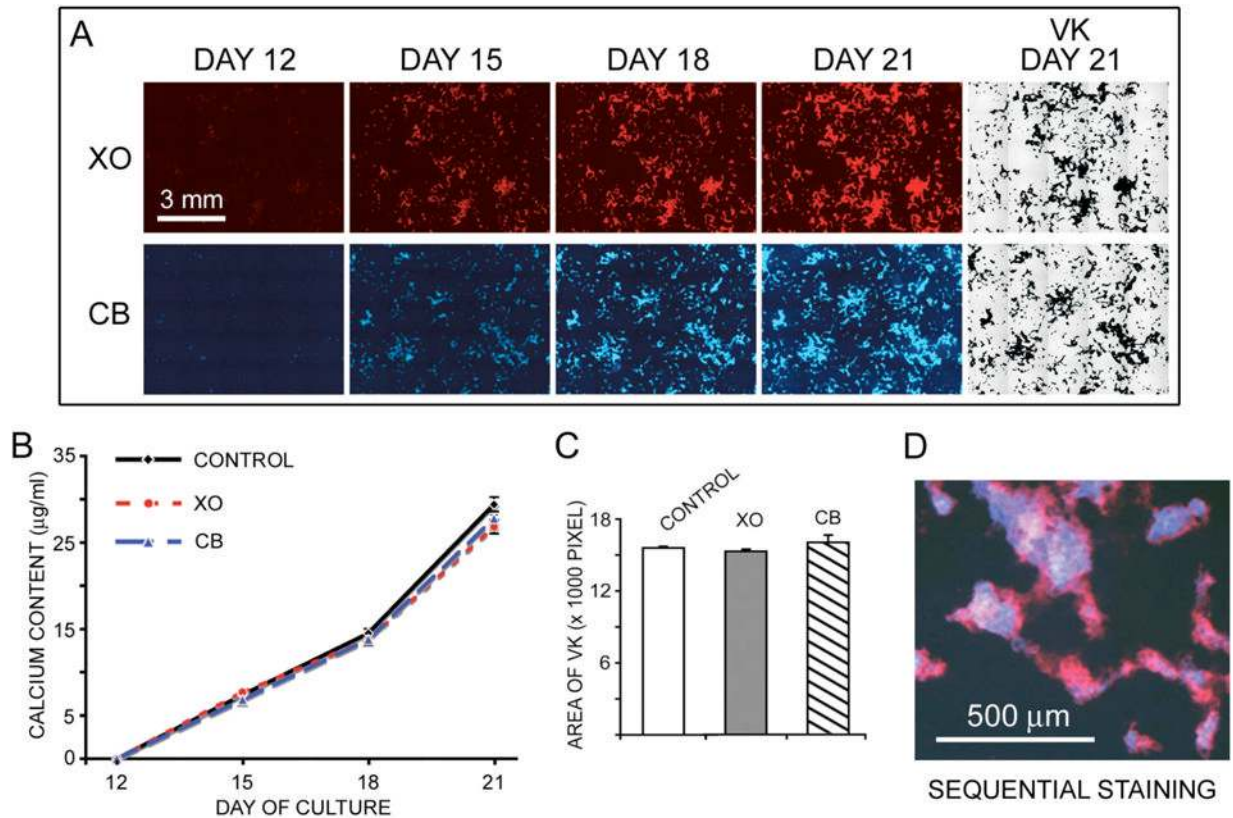 A
DAY 12 DAY 15 DAY 18 DAY 21 VK DAY 21
XO
3 mm
CB
B
CALCIUM CONTENT (µg/ml)
35
25
15
5
0
CONTROL
XO
CB
12 15 18 21
DAY OF CULTURE
C
AREA OF VK (x 1000 PIXEL)
18
12
6
CONTROL
XO
CB
D
500 µm
SEQUENTIAL STAINING